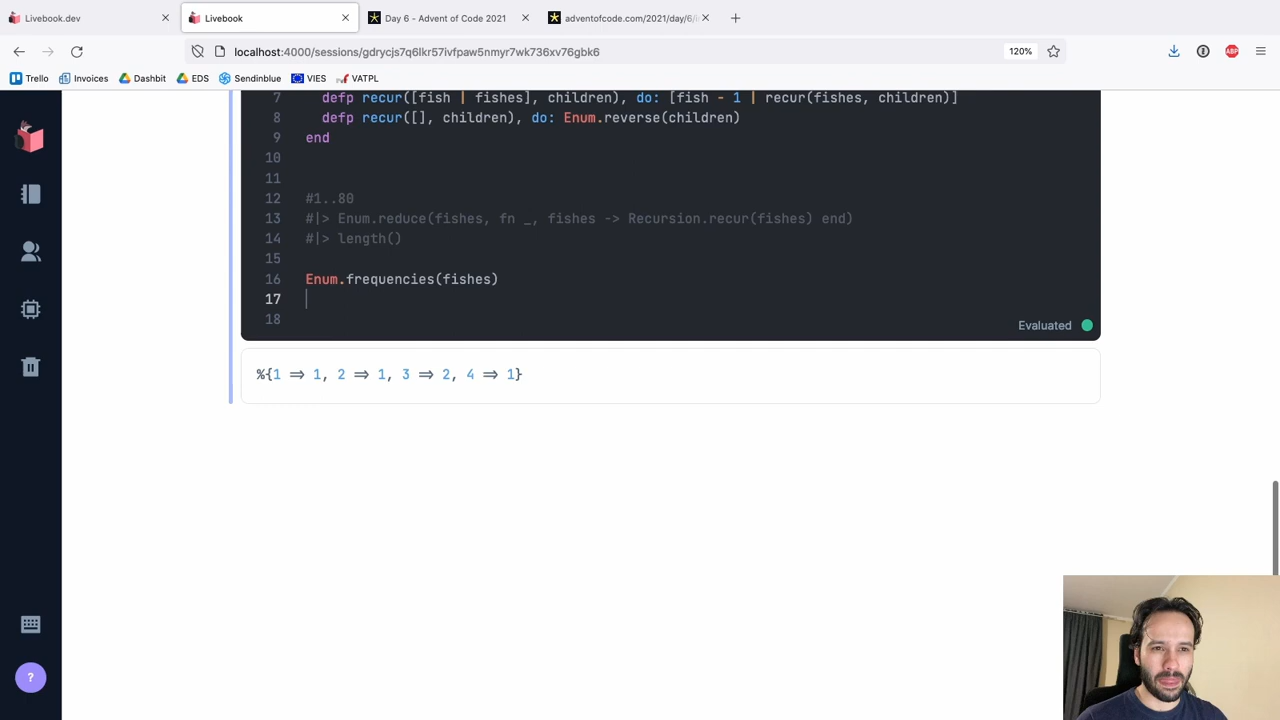 Livebook.dev
Livebook
Day 6 - Advent of Code 2021
adventofcode.com/2021/day/6/i
localhost:4000/sessions/gdrycjs7q6lkr57ivfpaw5nmyr7wk736xv76gbk6
120%
Trello
Invoices
Dashbit
EDS
Sendinblue
VIES
VATPL
ABP
7 defp recur([fish | fishes], children), do: [fish - 1 | recur(fishes, children)]
8 defp recur([], children), do: Enum.reverse(children)
9 end
10
11
12 #1..80
13 #|> Enum.reduce(fishes, fn _, fishes -> Recursion.recur(fishes) end)
14 #|> length()
15
16 Enum.frequencies(fishes)
17
18
Evaluated
%{1 => 1, 2 => 1, 3 => 2, 4 => 1}
?